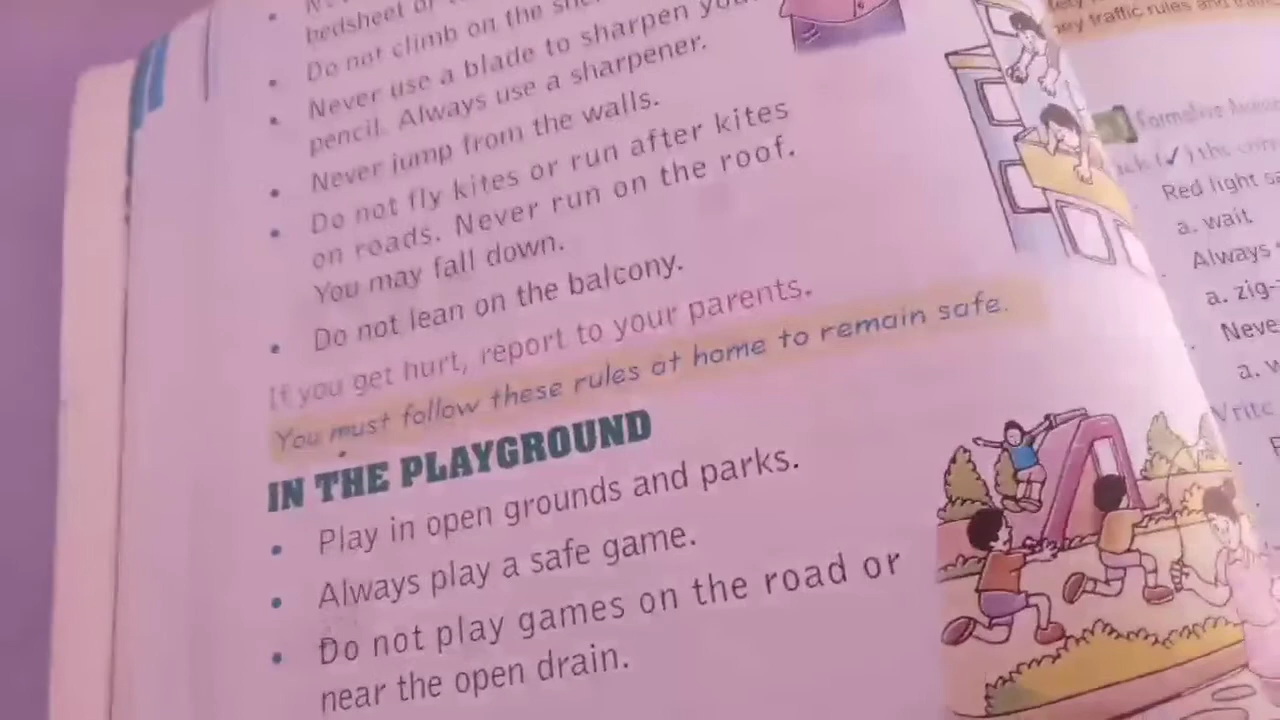 bedsheet or
Do not climb on the
Never use a blade to sharpen your
pencil. Always use a sharpener.
Never jump from the walls.
Do not fly kites or run after kites
on roads. Never run on the roof.
You may fall down.
Do not lean on the balcony.
If you get hurt, report to your parents.
You must follow these rules at home to remain safe.
IN THE PLAYGROUND
Play in open grounds and parks.
Always play a safe game.
Do not play games on the road or
near the open drain.
traffic rules and
Formative
Red light
a. wait
Always
a. zig-
Neve
a. w
Write